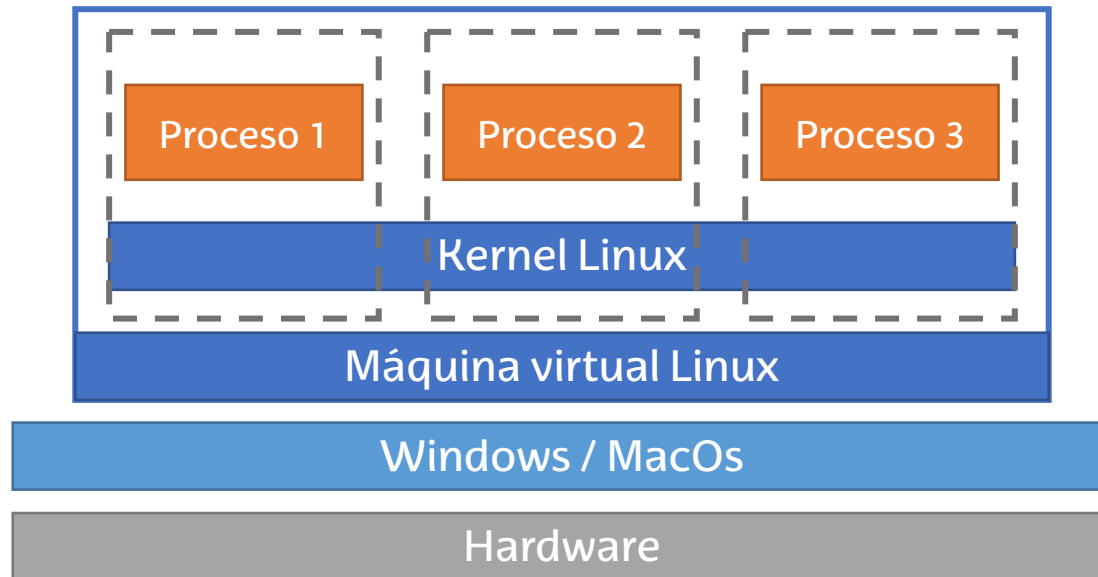 Proceso 1
Proceso 2
Proceso 3
Kernel Linux
Máquina virtual Linux
Windows / MacOs
Hardware